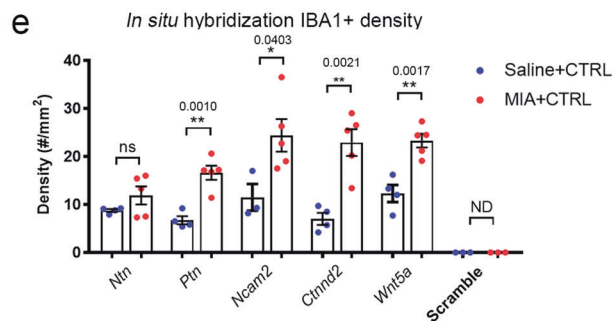 e
In situ hybridization IBA1+ density
Density (#/mm²)
40
30
20
10
0
ns
0.0010
**
0.0403
*
0.0021
**
0.0017
**
ND
Saline+CTRL
MIA+CTRL
Ntn
Ptn
Ncam2
Ctnnd2
Wnt5a
Scramble